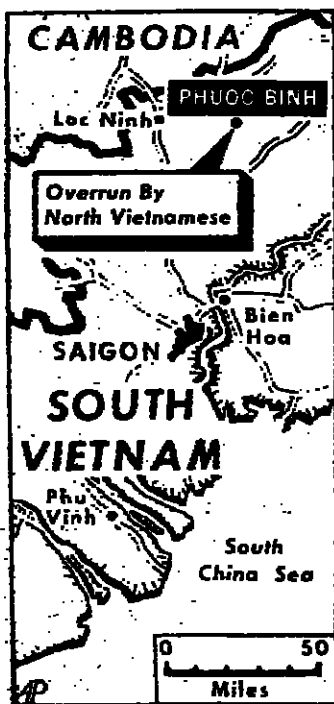 CAMBODIA
PHUOC BINH
Loc Ninh
Overrun By
North Vietnamese
Bien
Hoa
SAIGON
SOUTH
VIETNAM
Phu
Vinh
South
China Sea
0 50
Miles
AP